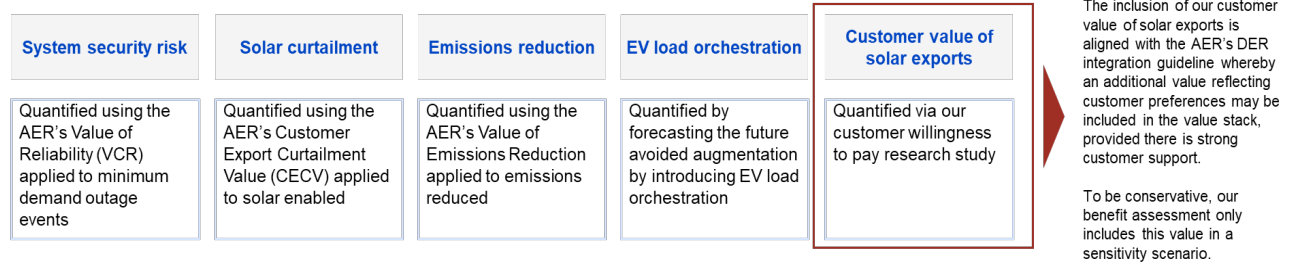 System security risk
Quantified using the
AER's Value of
Reliability (VCR)
applied to minimum
demand outage
events
Solar curtailment
Quantified using the
AER's Customer
Export Curtailment
Value (CECV) applied
to solar enabled
Emissions reduction
Quantified using the
AER's Value of
Emissions Reduction
applied to emissions
reduced
EV load orchestration
Quantified by
forecasting the future
avoided augmentation
by introducing EV load
orchestration
Customer value of
solar exports
Quantified via our
customer willingness
to pay research study
The inclusion of our customer
value of solar exports is
aligned with the AER's DER
integration guideline whereby
an additional value reflecting
customer preferences may be
included in the value stack,
provided there is strong
customer support.
To be conservative, our
benefit assessment only
includes this value in a
sensitivity scenario.